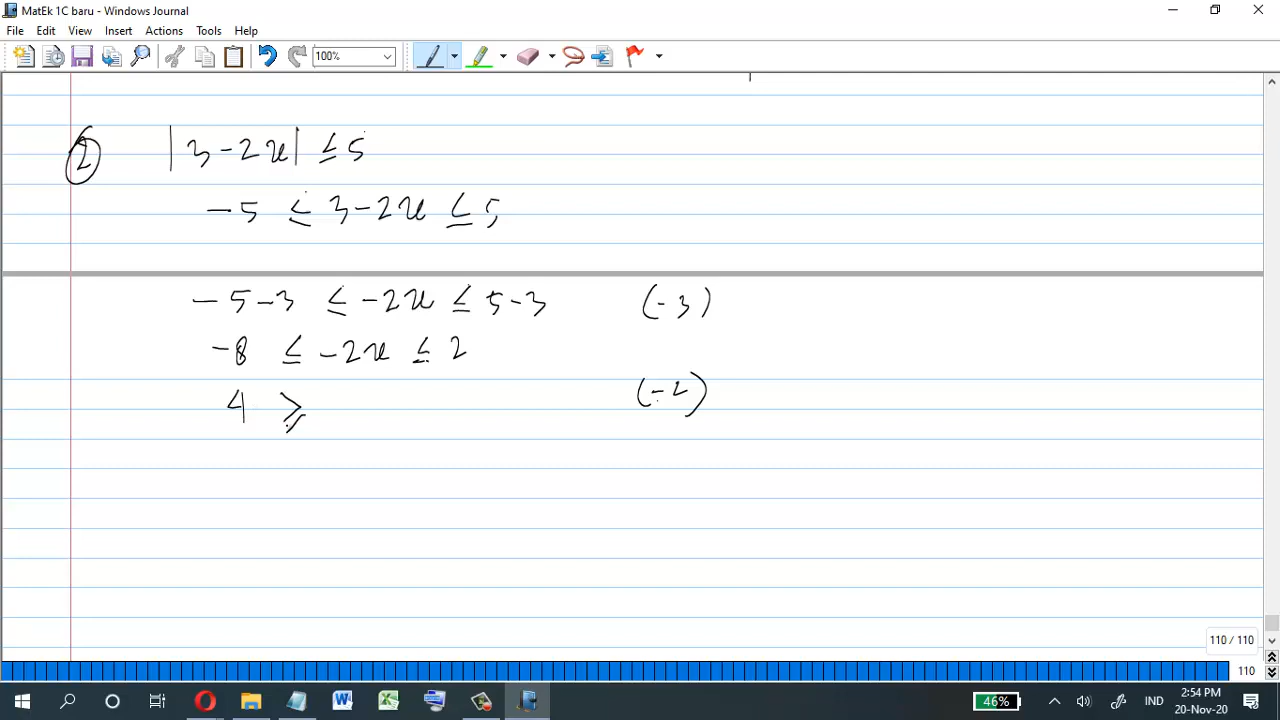 MatEk 1C baru - Windows Journal
File Edit View Insert Actions Tools Help
100%
2 |3-2x| ≤ 5
-5 ≤ 3-2x ≤ 5
-5-3 ≤ -2x ≤ 5-3 (-3)
-8 ≤ -2x ≤ 2
4 ≥ (-2)
110 / 110
110
46% IND 2:54 PM
20-Nov-20